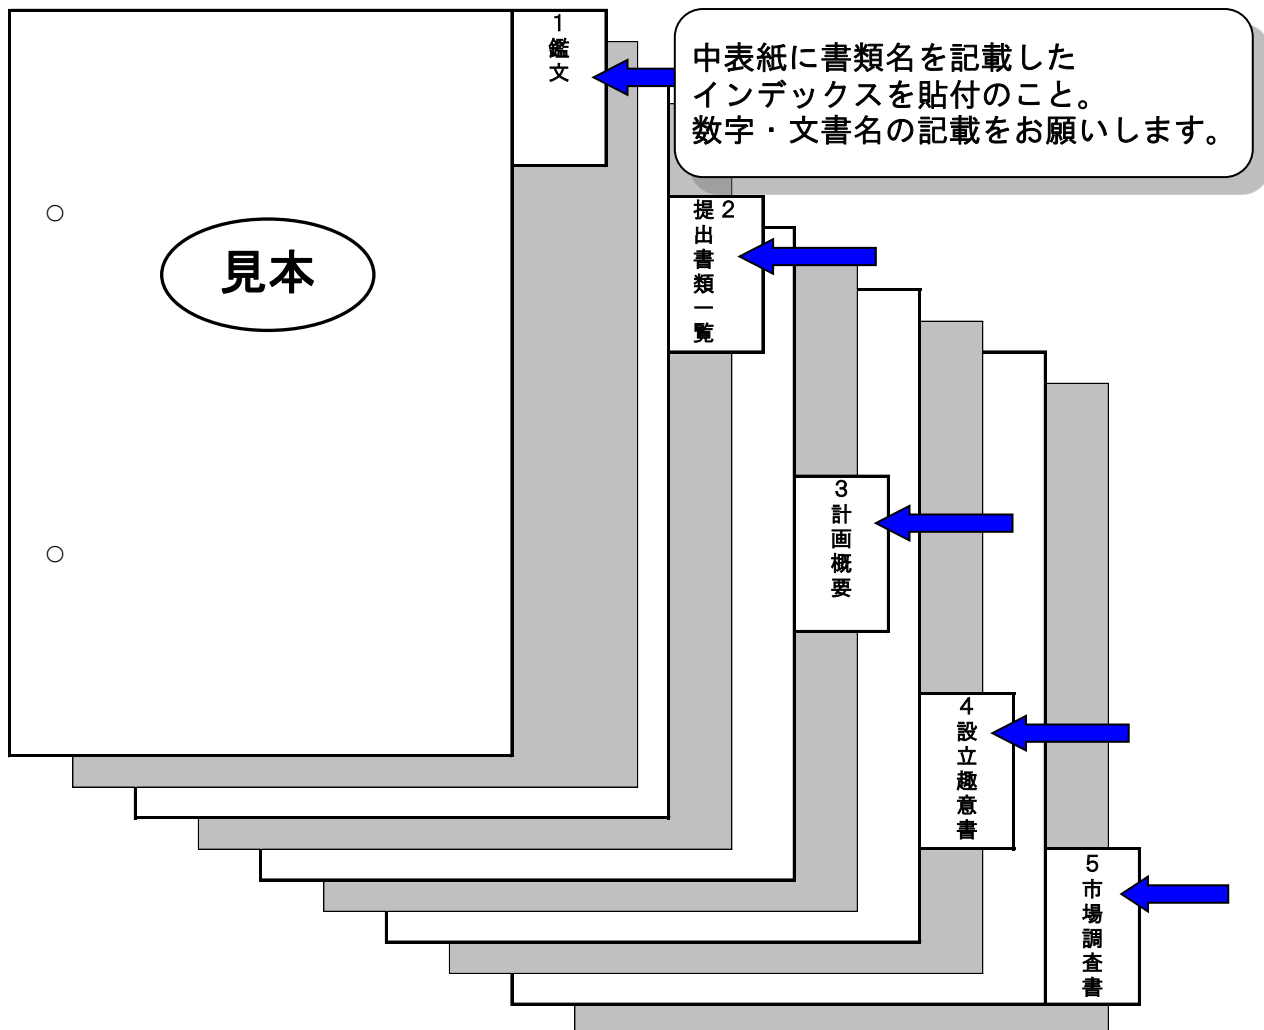 1鑑文
中表紙に書類名を記載した
インデックスを貼付のこと。
数字・文書名の記載をお願いします。
見本
2提出書類一覧
3計画概要
4設立趣意書
5市場調査書